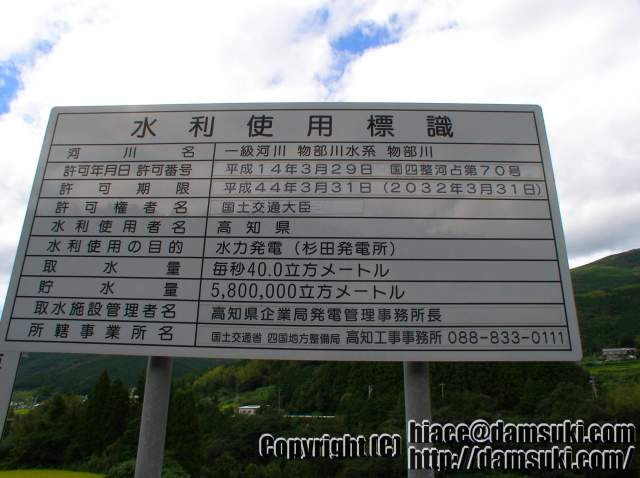 水利使用標識
河川名 一級河川 物部川水系 物部川
許可年月日 許可番号 平成14年3月29日 国四整河占第70号
許可期限 平成44年3月31日(2032年3月31日)
許可権者名 国土交通大臣
水利使用者名 高知県
水利使用の目的 水力発電(杉田発電所)
取水量 毎秒40.0立方メートル
貯水量 5,800,000立方メートル
取水施設管理者名 高知県企業局発電管理事務所長
所轄事業所名 国土交通省 四国地方整備局 高知工事事務所 088-833-0111
Copyright (C) hiace@damsuki.com
http://damsuki.com/